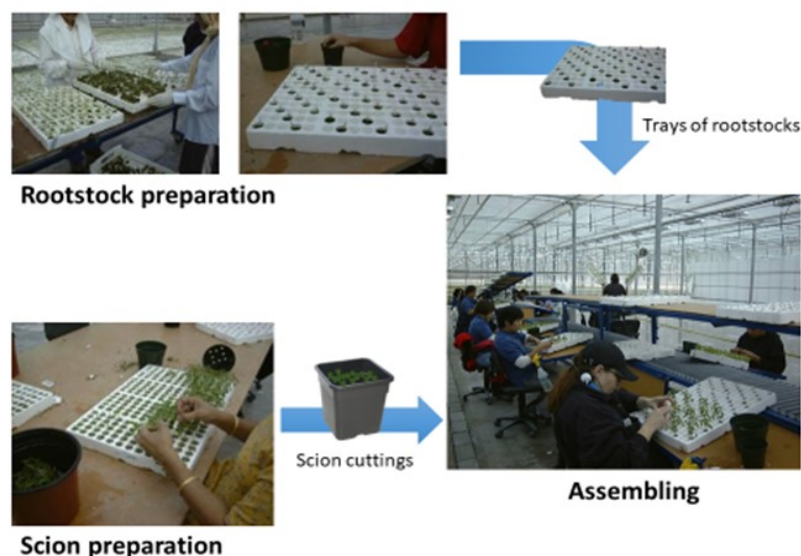 Trays of rootstocks
Rootstock preparation
Scion cuttings
Assembling
Scion preparation